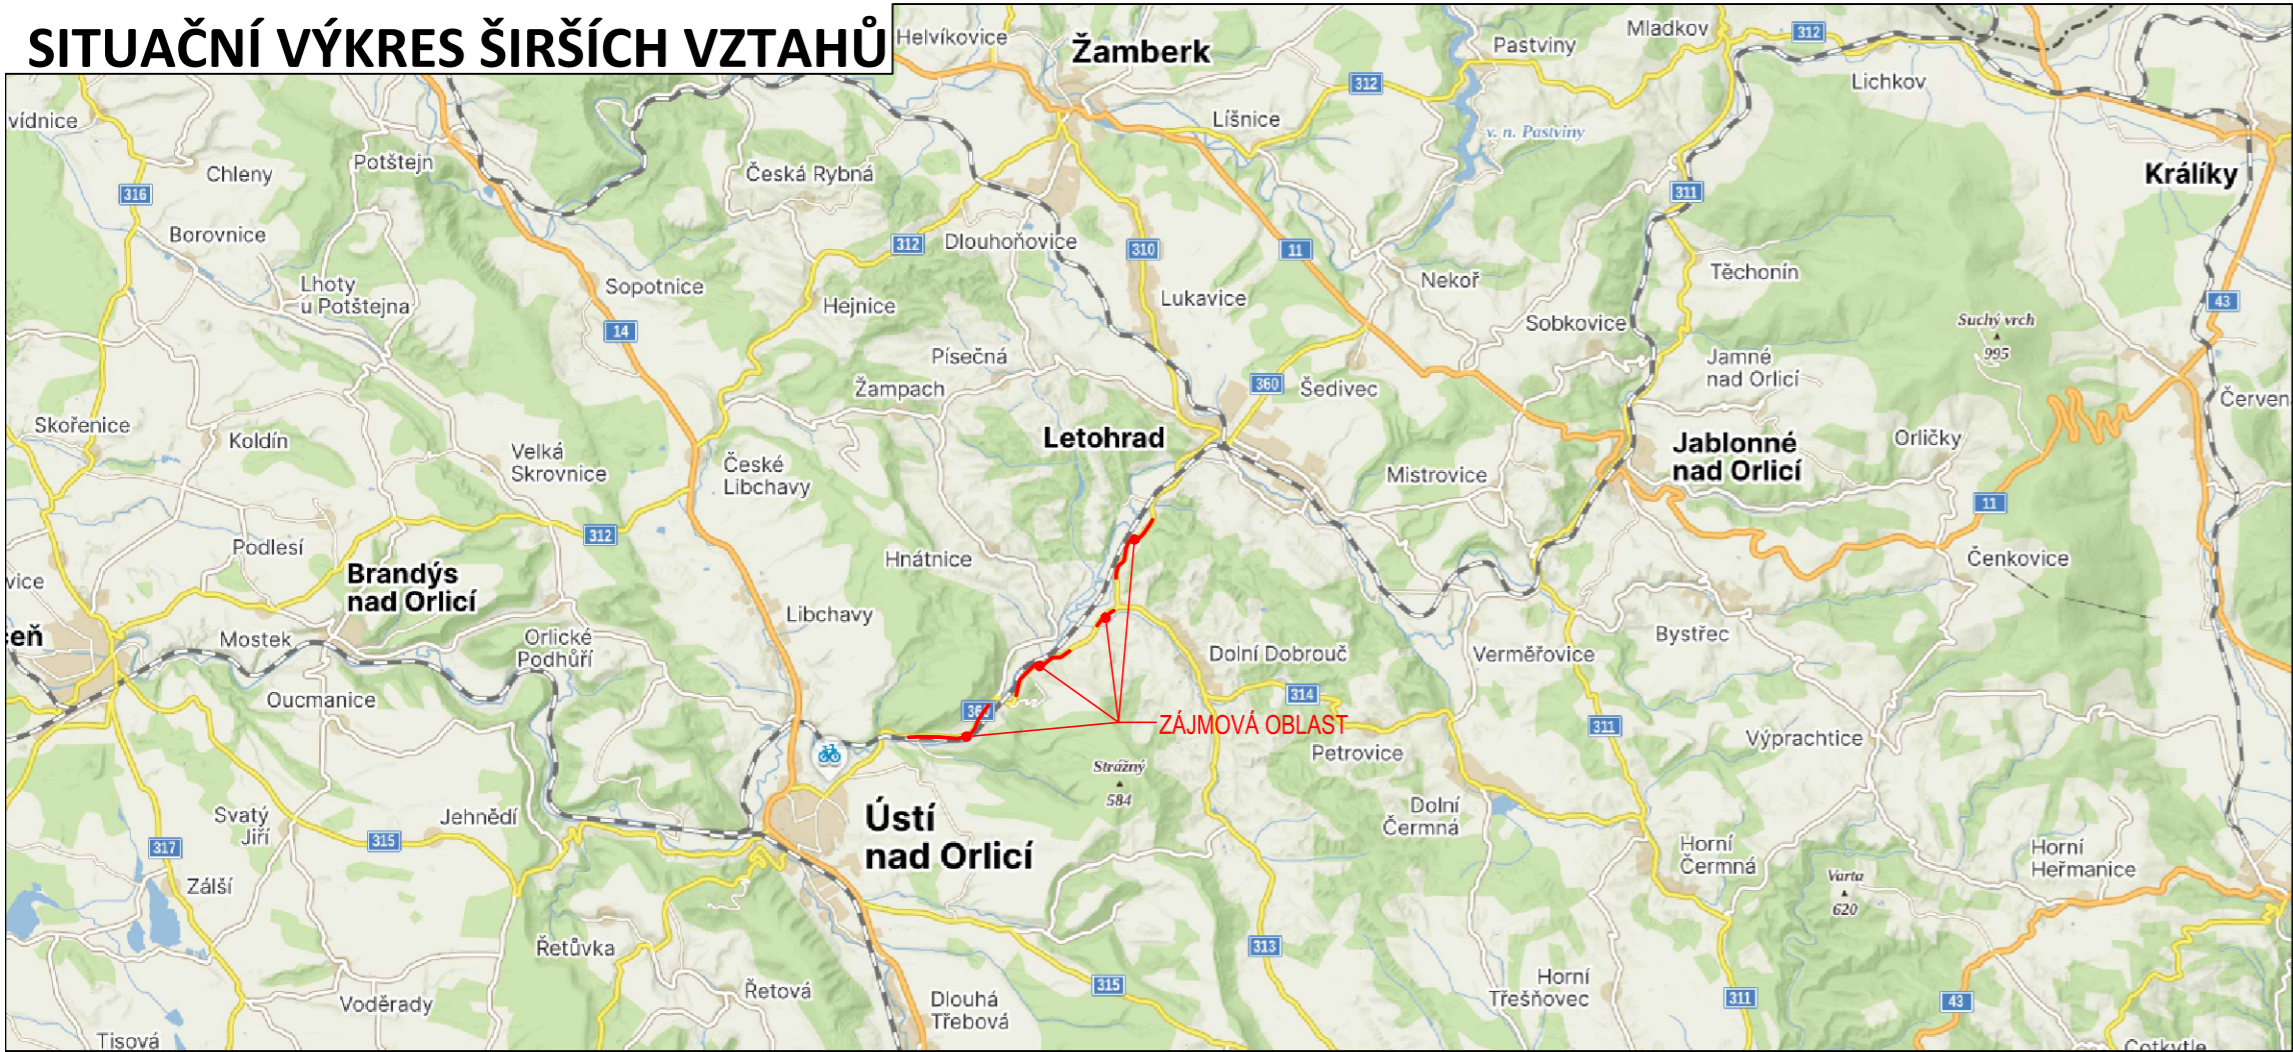 SITUAČNÍ VÝKRES ŠIRŠÍCH VZTAHŮ
Helvíkovice
Žamberk
Pastviny
Mladkov
312
Lichkov
312
Líšnice
v. n. Pastviny
vídnice
Potštejn
Chleny
Česká Rybná
Králíky
316
311
Borovnice
312
Dlouhoňovice
310
11
Těchonín
Nekoř
Lhoty
u Potštejna
Sopotnice
Hejnice
Lukavice
43
14
Sobkovice
Suchý vrch
995
Písečná
Jamné
nad Orlicí
Žampach
360
Šedivec
Červen
Skořenice
Koldín
Letohrad
Jablonné
nad Orlicí
Orličky
Velká
Skrovnice
České
Libchavy
Mistrovice
11
312
Podlesí
Hnátnice
Čenkovice
vice
Brandýs
nad Orlicí
Libchavy
eň
Mostek
Orlické
Podhůří
Bystřec
Dolní Dobrouč
Verměřovice
Oucmanice
314
36
311
ZÁJMOVÁ OBLAST
Petrovice
Výprachtice
Strážný
584
Svatý
Jiří
Jehnědí
Ústí
nad Orlicí
Dolní
Čermná
315
317
Horní
Čermná
Horní
Heřmanice
Zálší
Varta
620
Řetůvka
313
315
Horní
Třešňovec
311
43
Voděrady
Řetová
Dlouhá
Třebová
Tisová
Cotkytle